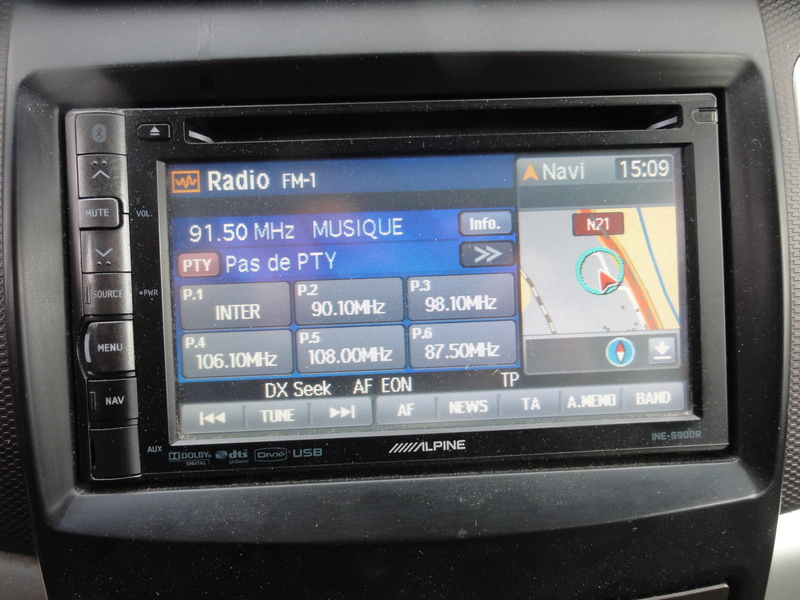 Radio FM-1
Navi 15:09
MUTE
VOL.
91.50 MHz MUSIQUE Info.
N21
PTY Pas de PTY >>
SOURCE
•PWR
P.1 INTER
P.2 90.10MHz
P.3 98.10MHz
MENU
P.4 106.10MHz
P.5 108.00MHz
P.6 87.50MHz
NAV
DX Seek AF EON TP
TUNE AF NEWS TA A.MEMO BAND
AUX
DOLBY DIGITAL dts DIVX USB
ALPINE
INE-S900R